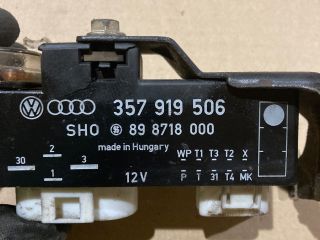 357 919 506
SHO 89 8718 000
made in Hungary
WP T1 T3 T2 X
30 2 3
1
12V
P 1 31 T4 MK